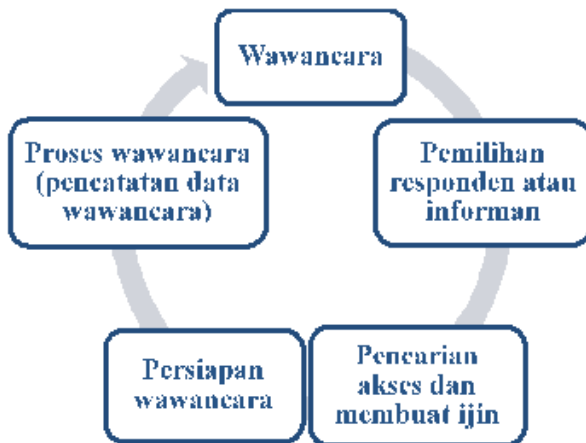 Wawancara
Pemilihan
responden atau
informan
Pencarian
akses dan
membuat ijin
Persiapan
wawancara
Proses wawancara
(pencatatan data
wawancara)